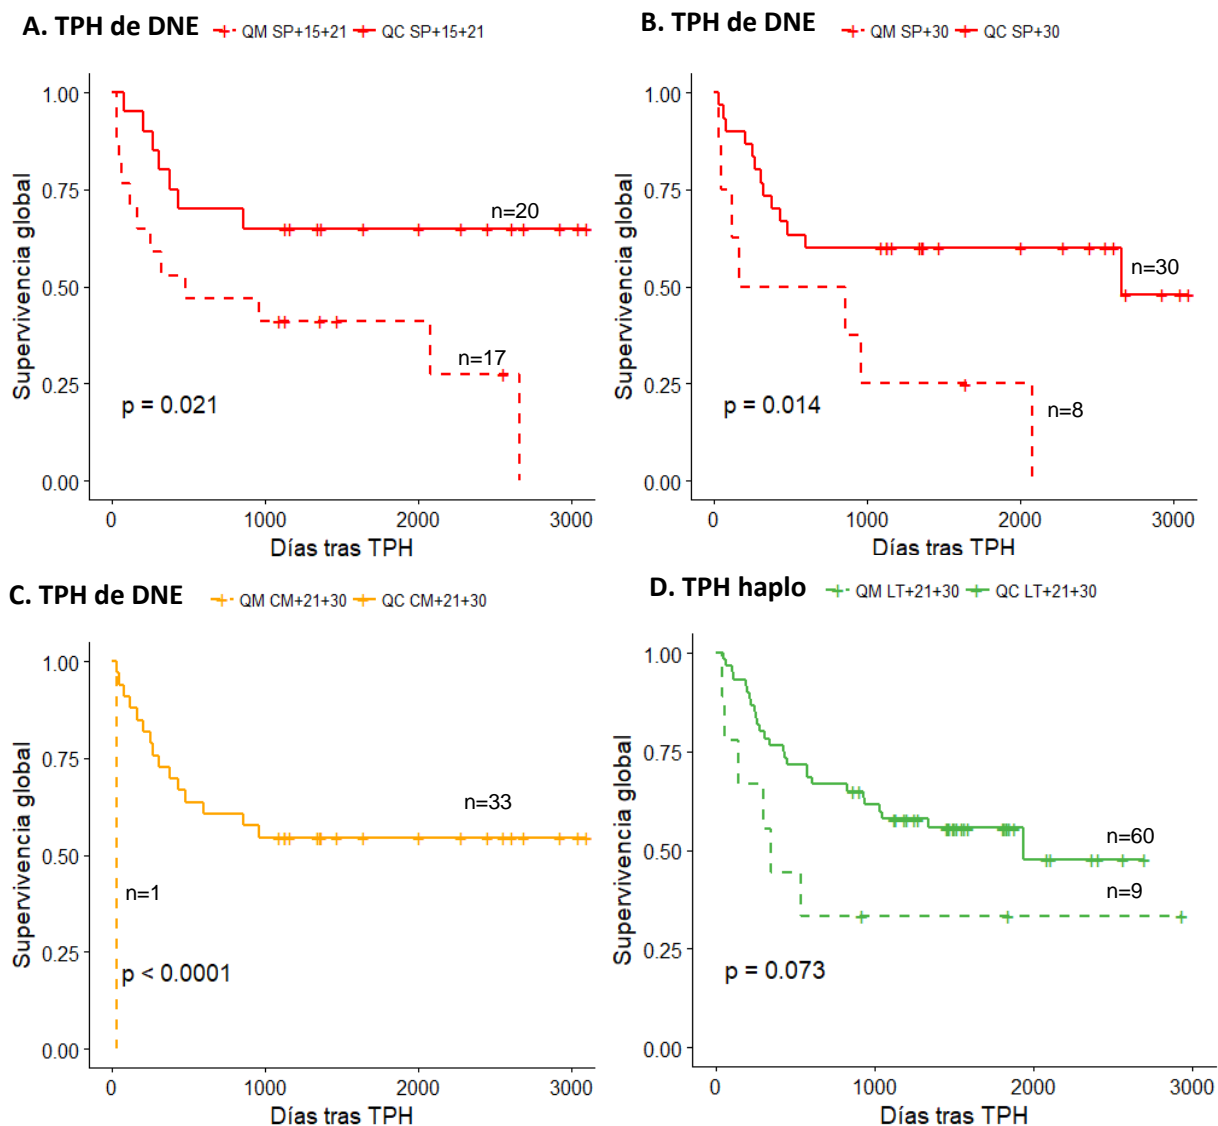 A. TPH de DNE QM SP+15+21 QC SP+15+21
Supervivencia global
1.00
0.75
0.50
0.25
0.00
n=20
n=17
p = 0.021
0 1000 2000 3000
Días tras TPH
B. TPH de DNE QM SP+30 QC SP+30
Supervivencia global
1.00
0.75
0.50
0.25
0.00
n=30
n=8
p = 0.014
0 1000 2000 3000
Días tras TPH
C. TPH de DNE QM CM+21+30 QC CM+21+30
Supervivencia global
1.00
0.75
0.50
0.25
0.00
n=33
n=1
p < 0.0001
0 1000 2000 3000
Días tras TPH
D. TPH haplo QM LT+21+30 QC LT+21+30
Supervivencia global
1.00
0.75
0.50
0.25
0.00
n=60
n=9
p = 0.073
0 1000 2000 3000
Días tras TPH